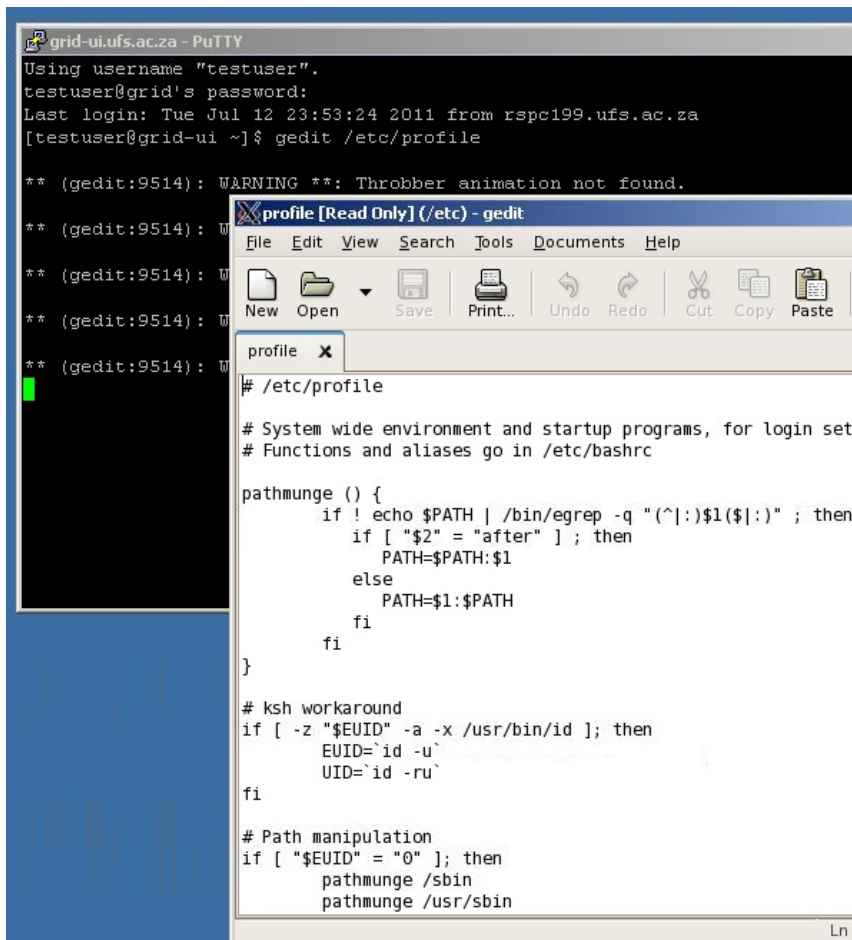 grid-ui.ufs.ac.za - PuTTY
Using username "testuser".
testuser@grid's password:
Last login: Tue Jul 12 23:53:24 2011 from rspc199.ufs.ac.za
[testuser@grid-ui ~]$ gedit /etc/profile
** (gedit:9514): WARNING **: Throbber animation not found.
** (gedit:9514): W
** (gedit:9514): W
** (gedit:9514): W
** (gedit:9514): W
profile [Read Only] (/etc) - gedit
File Edit View Search Tools Documents Help
New Open Save Print... Undo Redo Cut Copy Paste
profile
# /etc/profile
# System wide environment and startup programs, for login set
# Functions and aliases go in /etc/bashrc
pathmunge () {
if ! echo $PATH | /bin/egrep -q "(^|:)$1($|:)" ; then
if [ "$2" = "after" ] ; then
PATH=$PATH:$1
else
PATH=$1:$PATH
fi
fi
}
# ksh workaround
if [ -z "$EUID" -a -x /usr/bin/id ]; then
EUID=`id -u`
UID=`id -ru`
fi
# Path manipulation
if [ "$EUID" = "0" ]; then
pathmunge /sbin
pathmunge /usr/sbin
Ln